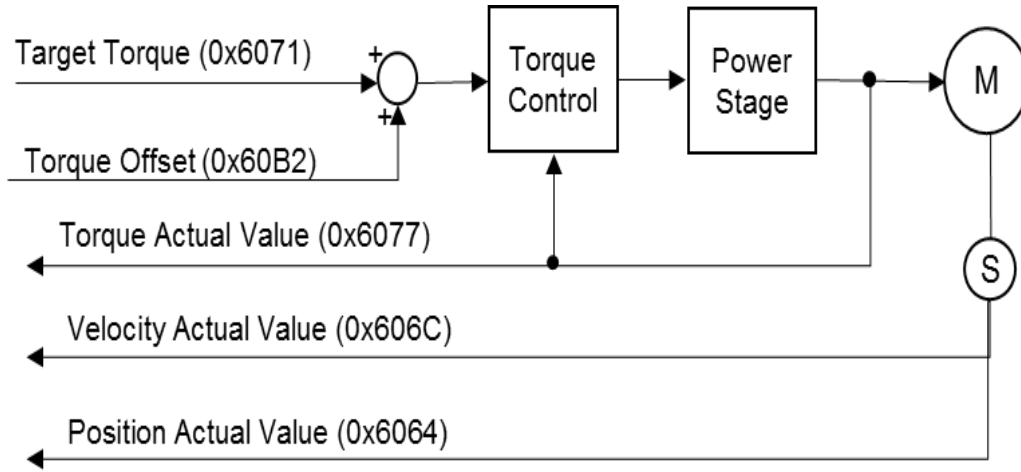 Target Torque (0x6071)
+
+
Torque
Control
Power
Stage
M
Torque Offset (0x60B2)
Torque Actual Value (0x6077)
S
Velocity Actual Value (0x606C)
Position Actual Value (0x6064)